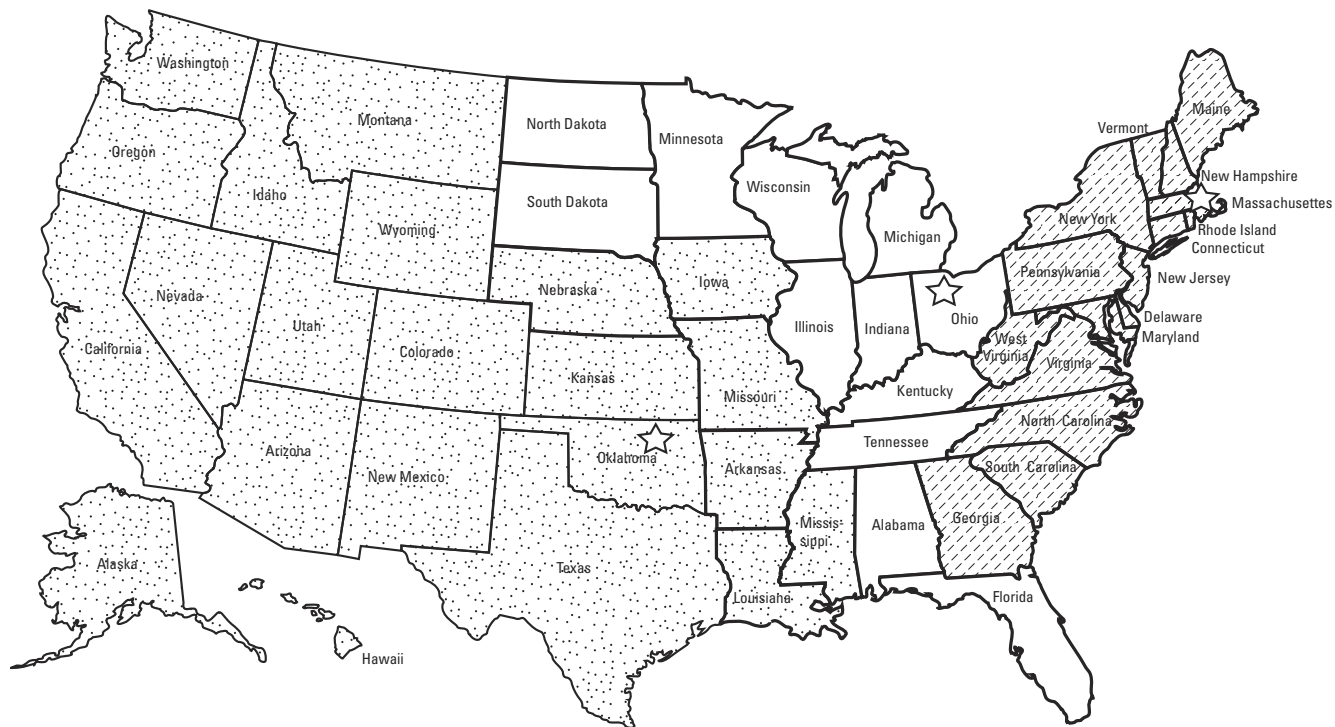 Washington
Montana
North Dakota
Minnesota
Maine
Vermont
Oregon
Idaho
Wyoming
South Dakota
Wisconsin
Michigan
New York
New Hampshire
Massachusettes
Rhode Island
Connecticut
Nevada
Utah
Colorado
Nebraska
Iowa
Illinois
Indiana
Ohio
Pennsylvania
New Jersey
Delaware
Maryland
West
Virginia
Virginia
California
Kansas
Missouri
Kentucky
Arizona
New Mexico
Oklahoma
Arkansas
Tennessee
North Carolina
South Carolina
Alaska
Hawaii
Texas
Louisiana
Missis
sippi
Alabama
Georgia
Florida